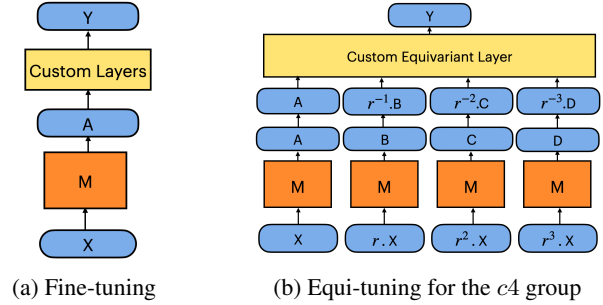 Y
Custom Layers
A
M
X
(a) Fine-tuning
Y
Custom Equivariant Layer
A r⁻¹.B r⁻².C r⁻³.D
A B C D
M M M M
X r.X r².X r³.X
(b) Equi-tuning for the c4 group